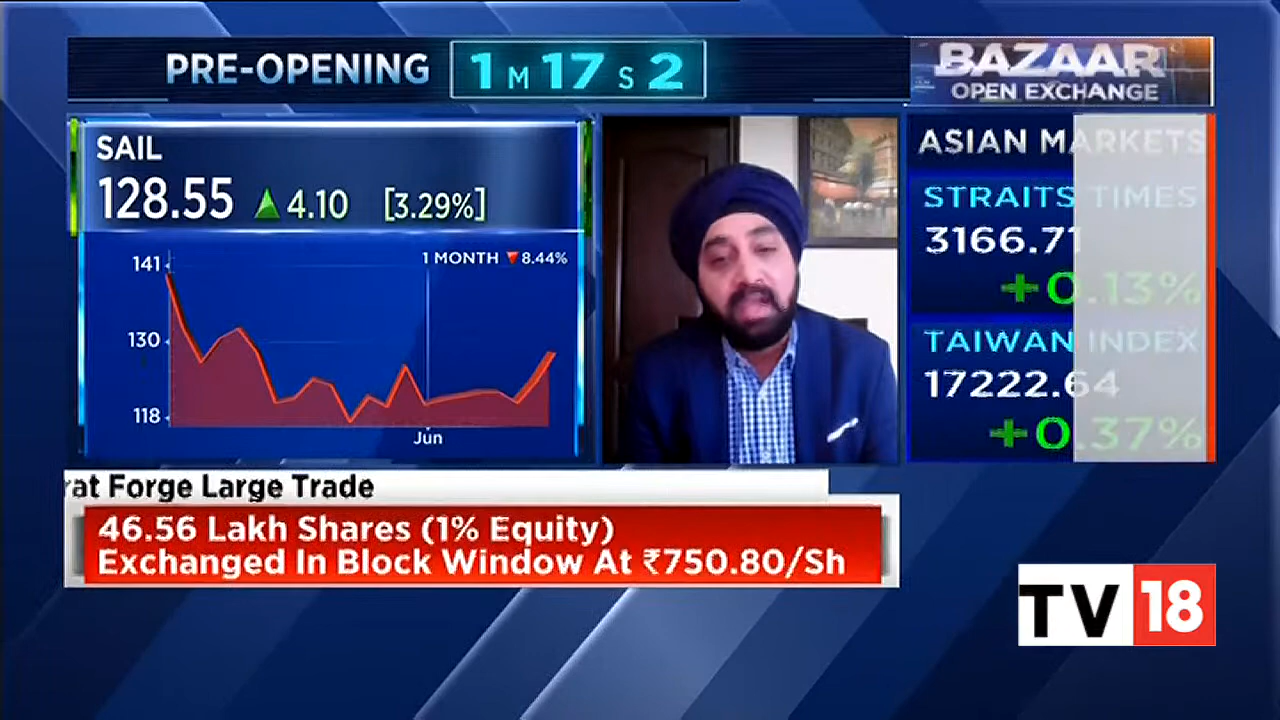 PRE-OPENING 1 M 17 S 2
BAZAAR
OPEN EXCHANGE
SAIL
128.55 ▲ 4.10 [3.29%]
1 MONTH ▼ 8.44%
141
130
118
Jun
ASIAN MARKETS
STRAITS TIMES
3166.71
+0.13%
TAIWAN INDEX
17222.64
+0.37%
rat Forge Large Trade
46.56 Lakh Shares (1% Equity)
Exchanged In Block Window At ₹750.80/Sh
TV18